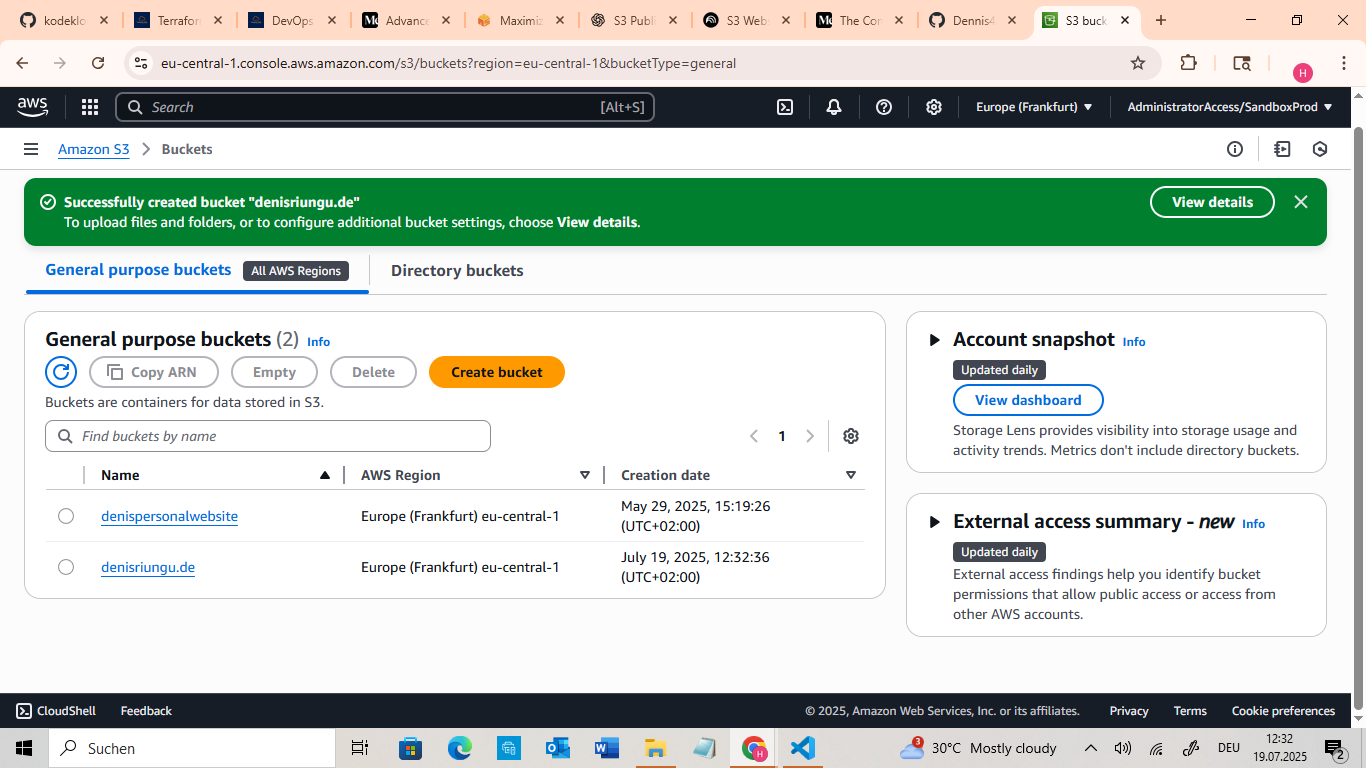 kodeklo
Terrafor
DevOps
Advance
Maximiz
S3 Publ
S3 Web
The Con
Dennis4
S3 buck
eu-central-1.console.aws.amazon.com/s3/buckets?region=eu-central-1&bucketType=general
H
aws
Search
[Alt+S]
Europe (Frankfurt)
AdministratorAccess/SandboxProd
Amazon S3
Buckets
Successfully created bucket "denisriungu.de"
To upload files and folders, or to configure additional bucket settings, choose View details.
View details
General purpose buckets
All AWS Regions
Directory buckets
General purpose buckets (2) Info
Copy ARN
Empty
Delete
Create bucket
Buckets are containers for data stored in S3.
Find buckets by name
1
Name
AWS Region
Creation date
denispersonalwebsite
Europe (Frankfurt) eu-central-1
May 29, 2025, 15:19:26
(UTC+02:00)
denisriungu.de
Europe (Frankfurt) eu-central-1
July 19, 2025, 12:32:36
(UTC+02:00)
Account snapshot Info
Updated daily
View dashboard
Storage Lens provides visibility into storage usage and
activity trends. Metrics don't include directory buckets.
External access summary - new Info
Updated daily
External access findings help you identify bucket
permissions that allow public access or access from
other AWS accounts.
CloudShell
Feedback
© 2025, Amazon Web Services, Inc. or its affiliates.
Privacy
Terms
Cookie preferences
Suchen
3
30°C Mostly cloudy
DEU
12:32
19.07.2025
2